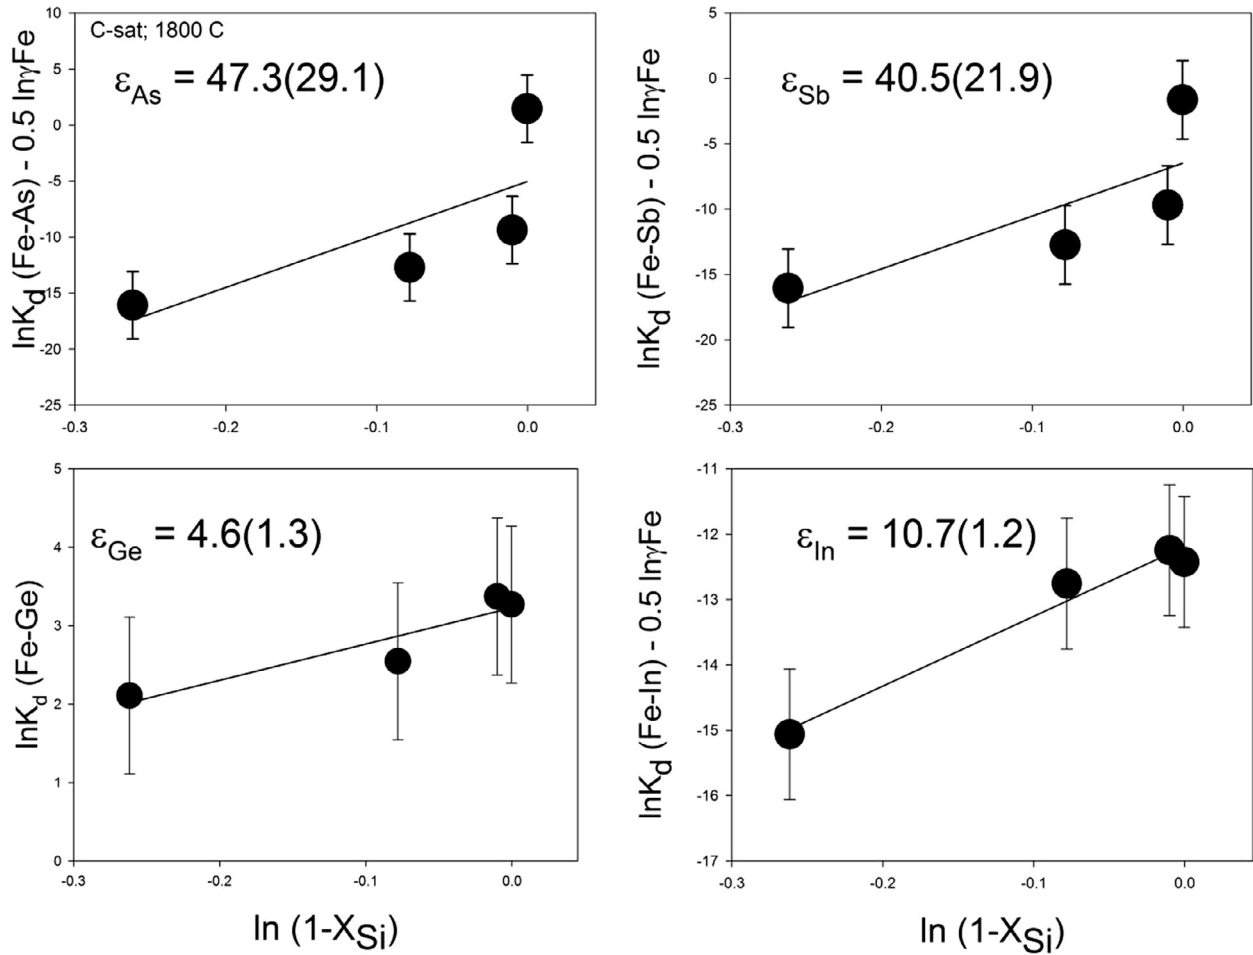 C-sat; 1800 C
εAs = 47.3(29.1)
lnKd (Fe-As) - 0.5 lnγFe
10
5
0
-5
-10
-15
-20
-25
-0.3 -0.2 -0.1 0.0
εSb = 40.5(21.9)
lnKd (Fe-Sb) - 0.5 lnγFe
5
0
-5
-10
-15
-20
-25
-0.3 -0.2 -0.1 0.0
εGe = 4.6(1.3)
lnKd (Fe-Ge)
5
4
3
2
1
0
-0.3 -0.2 -0.1 0.0
ln (1-XSi)
εIn = 10.7(1.2)
lnKd (Fe-In) - 0.5 lnγFe
-11
-12
-13
-14
-15
-16
-17
-0.3 -0.2 -0.1 0.0
ln (1-XSi)